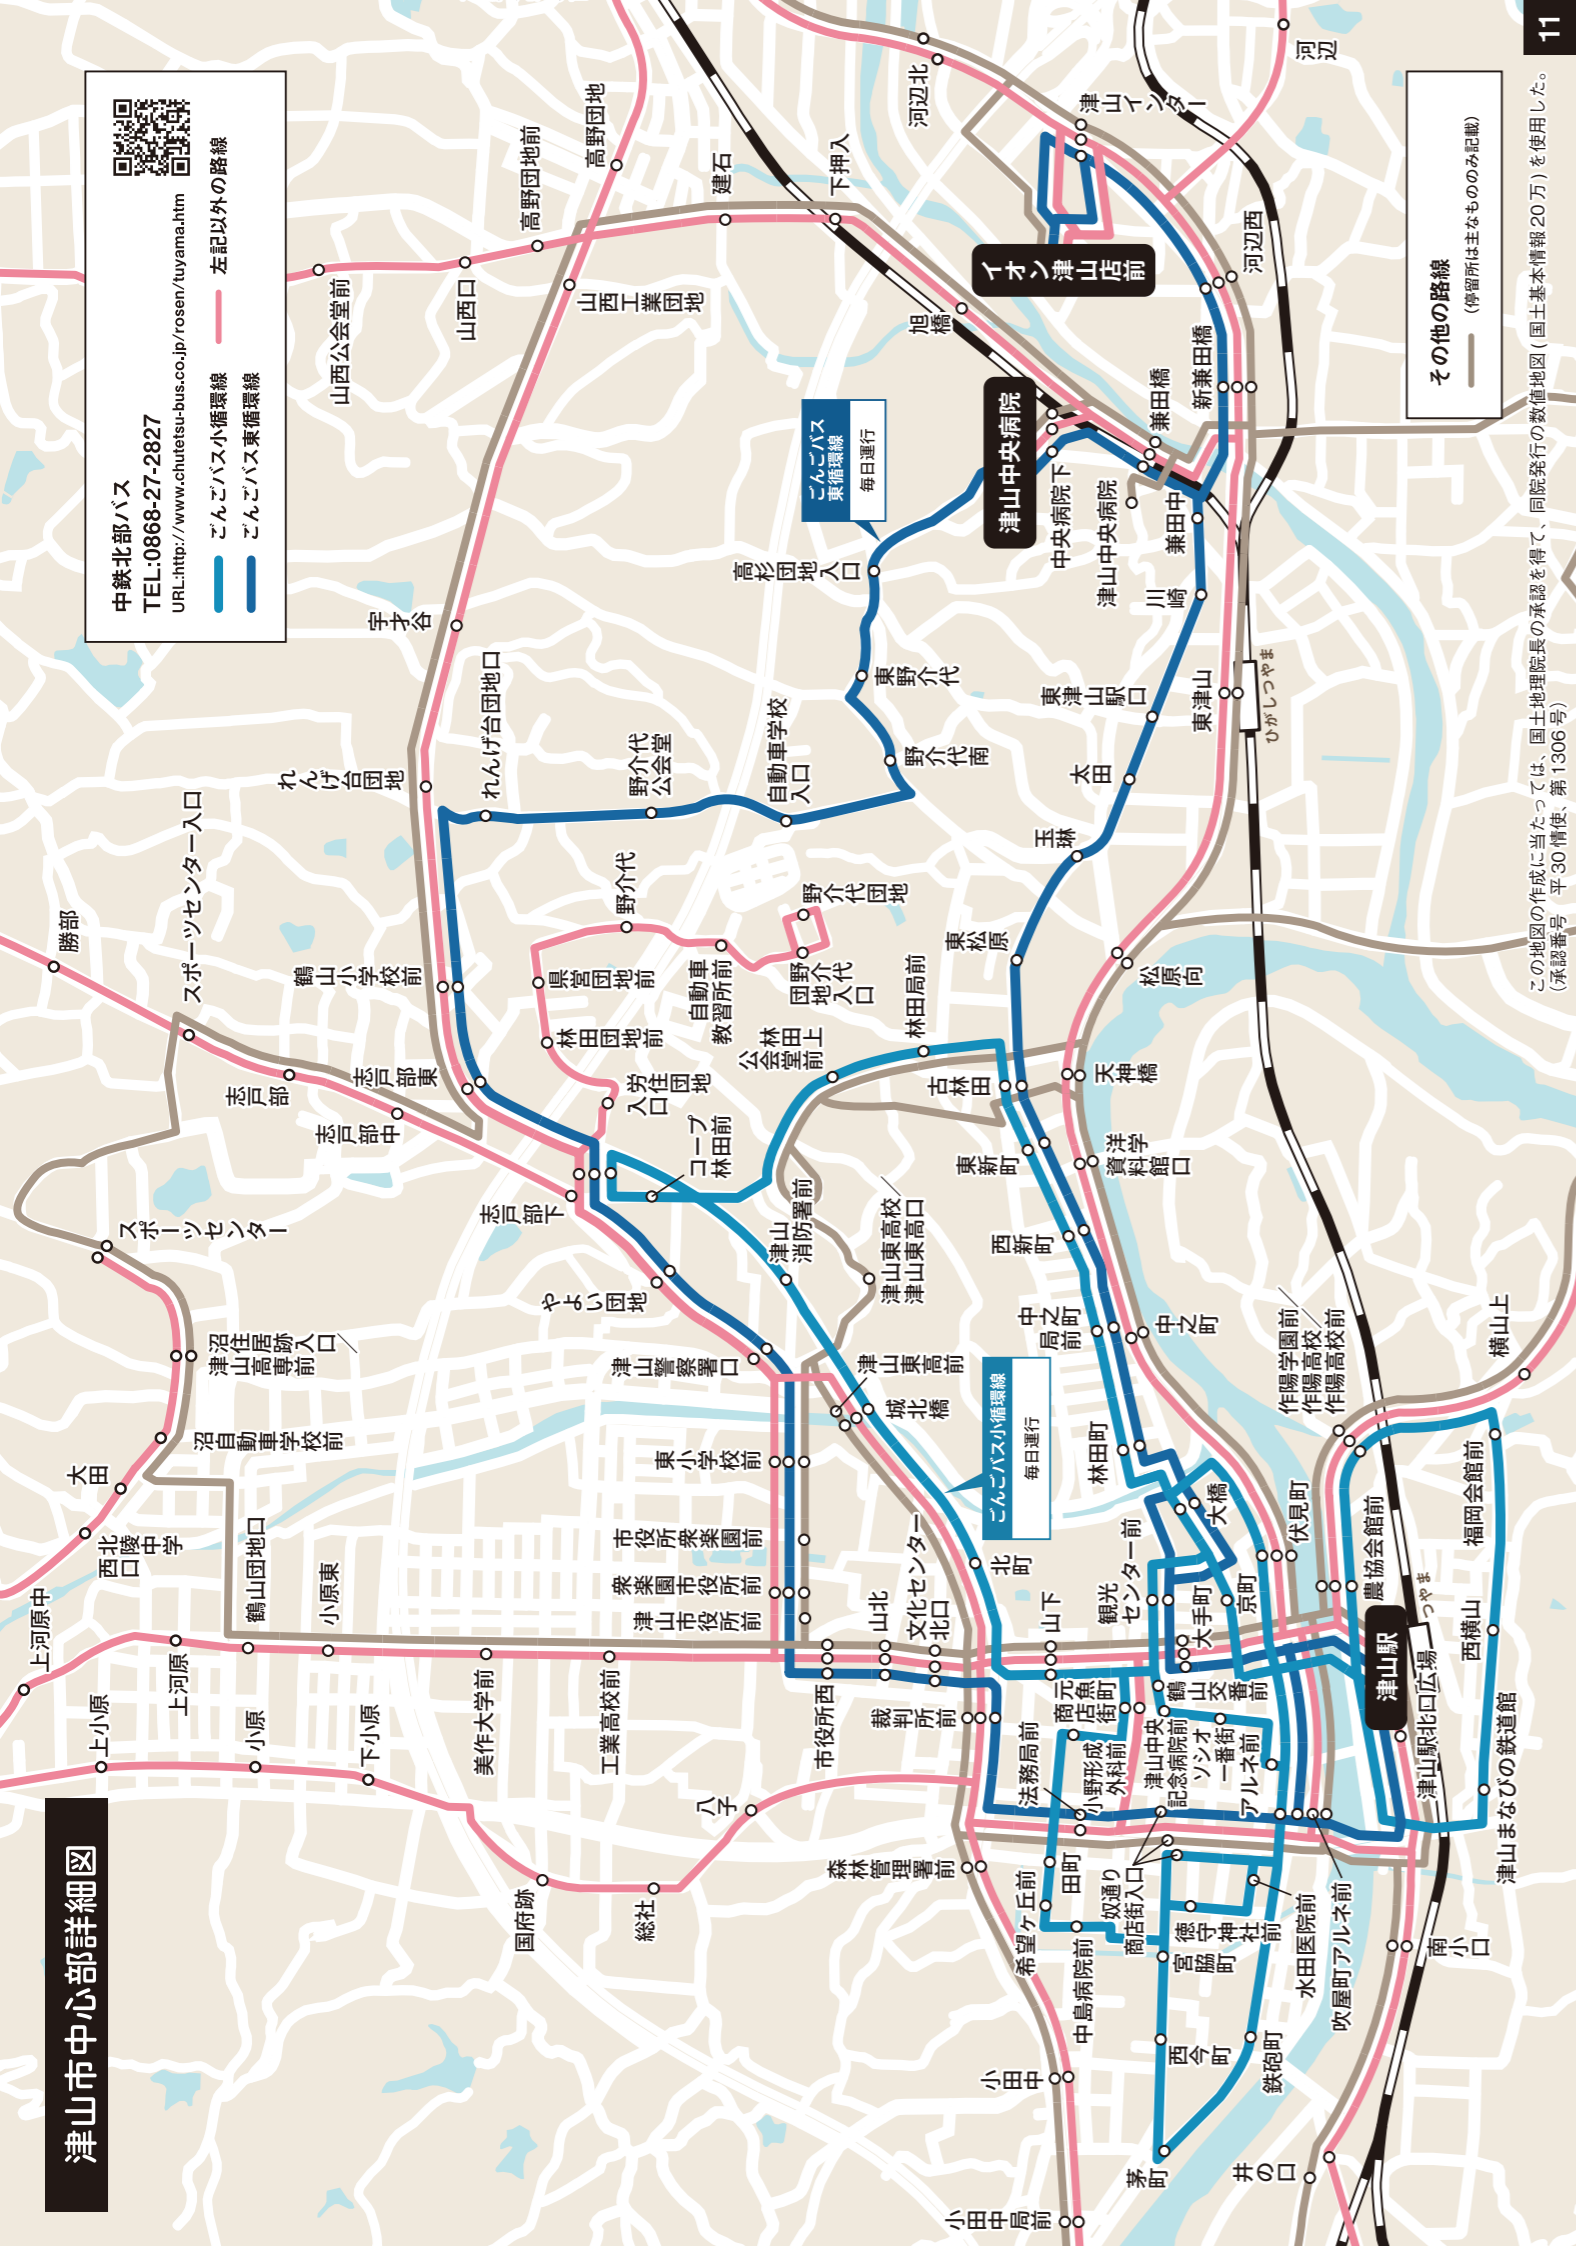 津山市中心部詳細図
中鉄北部バス
TEL:0868-27-2827
URL:http://www.chutetsu-bus.co.jp/rosen/tuyama.htm
ごんごバス小循環線
左記以外の路線
ごんごバス東循環線
勝部
スポーツセンター入口
志戸部
志戸部中
志戸部東
鶴山小学校前
れんげ台団地
れんげ台団地口
宇才谷
山西公会堂前
山西口
高野団地前
高野団地
山西工業団地
建石
下押入
旭橋
河辺北
津山インター
河辺
イオン津山店前
河辺西
新兼田橋
兼田橋
津山中央病院
中央病院下
津山中央病院
兼田中
川崎
ごんごバス
東循環線
毎日運行
高杉団地入口
東野介代
野介代南
自動車学校
入口
野介代
公会堂
野介代
野介代団地
野介代
団地
入口
自動車
教習所前
県営団地前
林田団地前
労住団地
入口
コープ
林田前
林田上
公会堂前
林田局前
古林田
東松原
玉琳
太田
東津山駅口
東津山
ひがしつやま
松原向
天神橋
洋学
資料館口
東新町
西新町
中之町
局前
中之町
林田町
大橋
志戸部下
やよい団地
津山警察署口
津山
消防署前
津山東高校／
津山東高口
津山東高前
城北橋
ごんごバス小循環線
毎日運行
スポーツセンター
沼住居跡入口／
津山高専前
沼自動車学校前
大田
北陵中学
西口
上河原中
上河原
上小原
小原
下小原
鶴山団地口
小原東
美作大学前
工業高校前
東小学校前
市役所衆楽園前
衆楽園市役所前
津山市役所前
市役所西
山北
文化センター
北口
北町
裁判所前
山下
観光
センター前
大手町
京町
伏見町
作陽学園前／
作陽高校／
作陽高校前
横山上
農協会館前
福岡会館前
西横山
つやま
津山駅
津山駅北口広場
津山まなびの鉄道館
元魚町
商店街
鶴山交番前
法務局前
小野形成
外科前
津山中央
記念病院前
ソシオ
一番街
アルネ前
八子
国府跡
総社
森林管理署前
希望ヶ丘前
田町
中島病院前
奴通り
商店街入口
徳守神社前
宮脇町
水田医院前
吹屋町アルネ前
南小口
西今町
鉄砲町
茅町
小田中
小田中局前
井の口
その他の路線
(停留所は主なもののみ記載)
この地図の作成に当たっては、国土地理院長の承認を得て、同院発行の数値地図(国土基本情報20万)を使用した。
(承認番号　平30情使、第1306号)
11